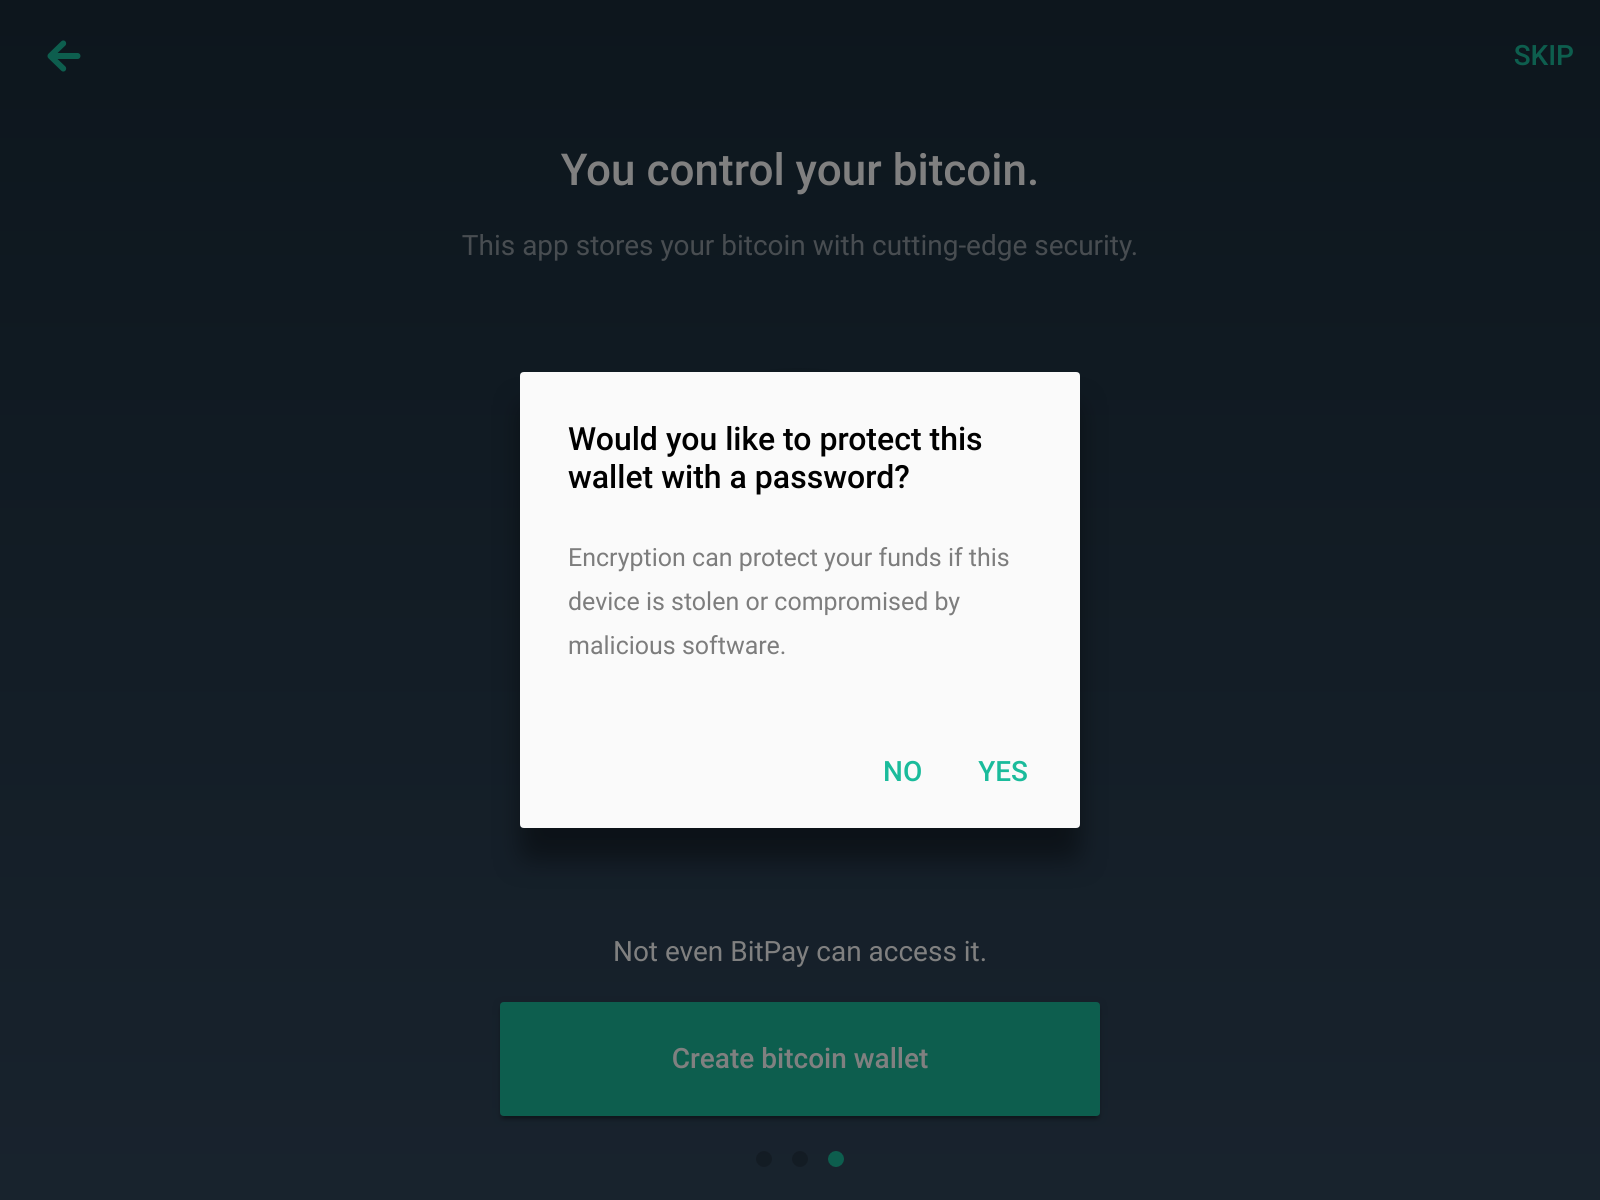 SKIP
You control your bitcoin.
This app stores your bitcoin with cutting-edge security.
Would you like to protect this
wallet with a password?
Encryption can protect your funds if this
device is stolen or compromised by
malicious software.
NO YES
Not even BitPay can access it.
Create bitcoin wallet